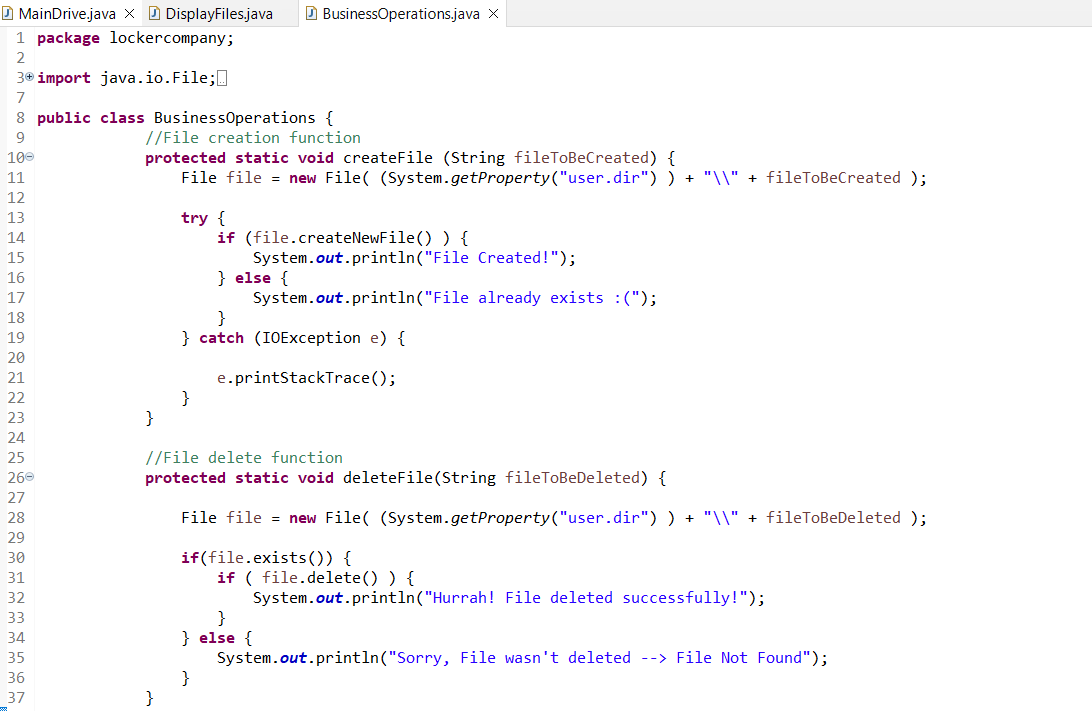 MainDrive.java DisplayFiles.java BusinessOperations.java
1 package lockercompany;
2
3 import java.io.File;
7
8 public class BusinessOperations {
9 //File creation function
10 protected static void createFile (String fileToBeCreated) {
11 File file = new File( (System.getProperty("user.dir") ) + "\\" + fileToBeCreated );
12
13 try {
14 if (file.createNewFile() ) {
15 System.out.println("File Created!");
16 } else {
17 System.out.println("File already exists :(");
18 }
19 } catch (IOException e) {
20
21 e.printStackTrace();
22 }
23 }
24
25 //File delete function
26 protected static void deleteFile(String fileToBeDeleted) {
27
28 File file = new File( (System.getProperty("user.dir") ) + "\\" + fileToBeDeleted );
29
30 if(file.exists()) {
31 if ( file.delete() ) {
32 System.out.println("Hurrah! File deleted successfully!");
33 }
34 } else {
35 System.out.println("Sorry, File wasn't deleted --> File Not Found");
36 }
37 }